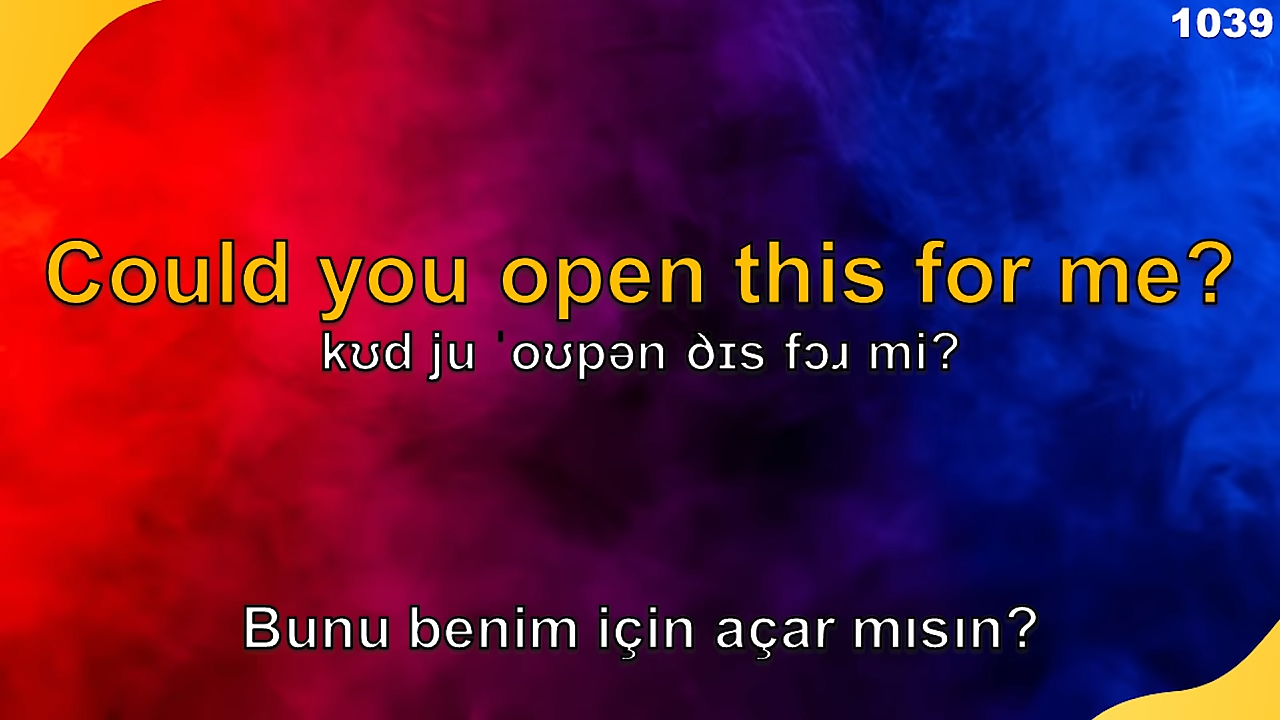 1039
Could you open this for me?
kʊd ju ˈoʊpən ðɪs fɔɹ mi?
Bunu benim için açar mısın?